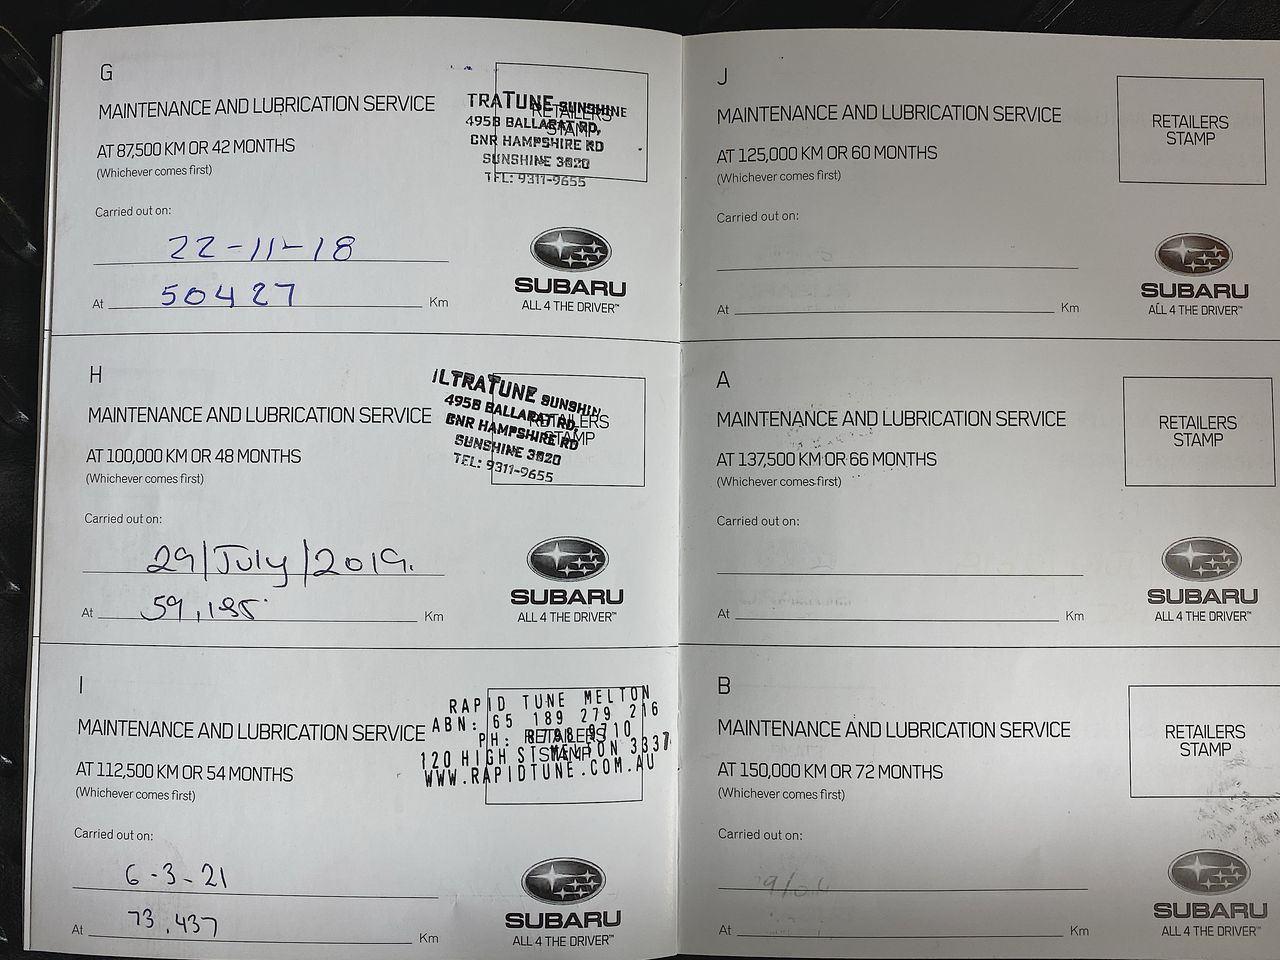 G
MAINTENANCE AND LUBRICATION SERVICE
AT 87,500 KM OR 42 MONTHS
(Whichever comes first)
RETAILERS
STAMP
TRATUNE SUNSHINE
495B BALLARAT RD,
CNR HAMPSHIRE RD
SUNSHINE 3020
TEL: 9311-9655
Carried out on:
22-11-18
At 50427 Km
SUBARU
ALL 4 THE DRIVER™
H
MAINTENANCE AND LUBRICATION SERVICE
AT 100,000 KM OR 48 MONTHS
(Whichever comes first)
RETAILERS
STAMP
ILTRATUNE SUNSHIN
495B BALLARAT RD,
CNR HAMPSHIRE RD
SUNSHINE 3020
TEL: 9311-9655
Carried out on:
29/July/2019.
At 59,185 Km
SUBARU
ALL 4 THE DRIVER™
I
MAINTENANCE AND LUBRICATION SERVICE
AT 112,500 KM OR 54 MONTHS
(Whichever comes first)
RETAILERS
STAMP
RAPID TUNE MELTON
ABN: 65 189 279 216
PH: 8798 9710
120 HIGH ST MELTON 3337
WWW.RAPIDTUNE.COM.AU
Carried out on:
6-3-21
At 73,437 Km
SUBARU
ALL 4 THE DRIVER™
J
MAINTENANCE AND LUBRICATION SERVICE
AT 125,000 KM OR 60 MONTHS
(Whichever comes first)
RETAILERS
STAMP
Carried out on:
At Km
SUBARU
ALL 4 THE DRIVER™
A
MAINTENANCE AND LUBRICATION SERVICE
AT 137,500 KM OR 66 MONTHS
(Whichever comes first)
RETAILERS
STAMP
Carried out on:
At Km
SUBARU
ALL 4 THE DRIVER™
B
MAINTENANCE AND LUBRICATION SERVICE
AT 150,000 KM OR 72 MONTHS
(Whichever comes first)
RETAILERS
STAMP
Carried out on:
At Km
SUBARU
ALL 4 THE DRIVER™